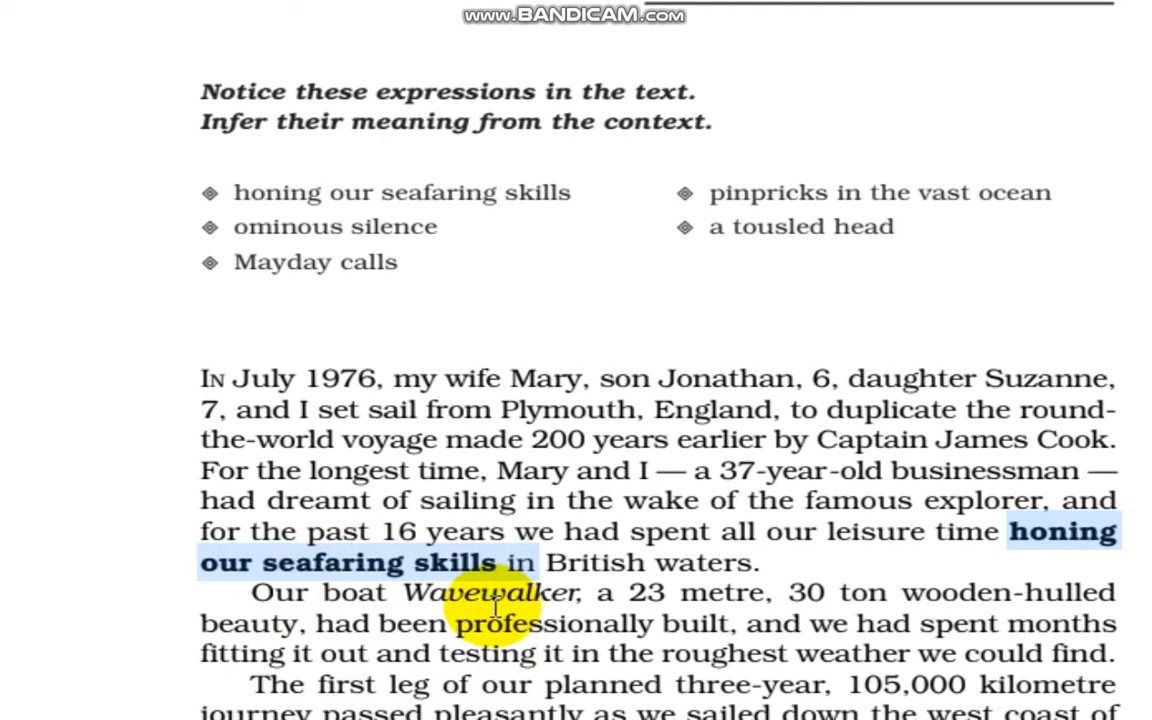 www.BANDICAM.com
Notice these expressions in the text.
Infer their meaning from the context.
❖ honing our seafaring skills
❖ pinpricks in the vast ocean
❖ ominous silence
❖ a tousled head
❖ Mayday calls
IN July 1976, my wife Mary, son Jonathan, 6, daughter Suzanne,
7, and I set sail from Plymouth, England, to duplicate the round-
the-world voyage made 200 years earlier by Captain James Cook.
For the longest time, Mary and I — a 37-year-old businessman —
had dreamt of sailing in the wake of the famous explorer, and
for the past 16 years we had spent all our leisure time honing
our seafaring skills in British waters.
Our boat Wavewalker, a 23 metre, 30 ton wooden-hulled
beauty, had been professionally built, and we had spent months
fitting it out and testing it in the roughest weather we could find.
The first leg of our planned three-year, 105,000 kilometre
journey passed pleasantly as we sailed down the west coast of